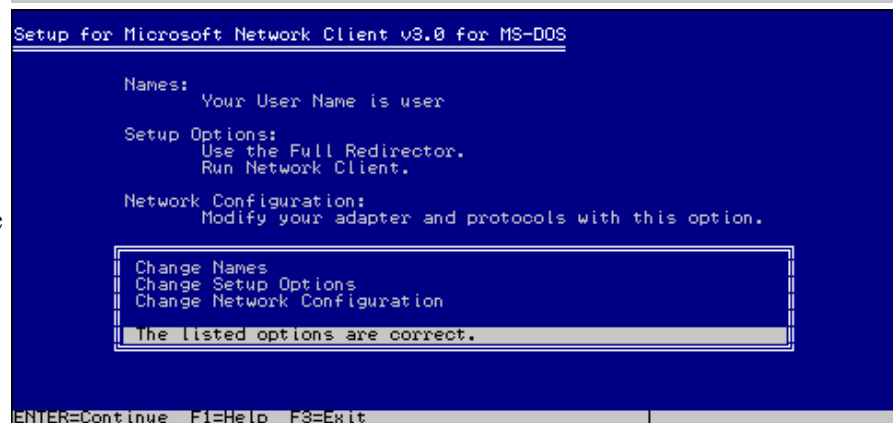 Setup for Microsoft Network Client v3.0 for MS-DOS
Names:
Your User Name is user
Setup Options:
Use the Full Redirector.
Run Network Client.
Network Configuration:
Modify your adapter and protocols with this option.
Change Names
Change Setup Options
Change Network Configuration
The listed options are correct.
ENTER=Continue F1=Help F3=Exit